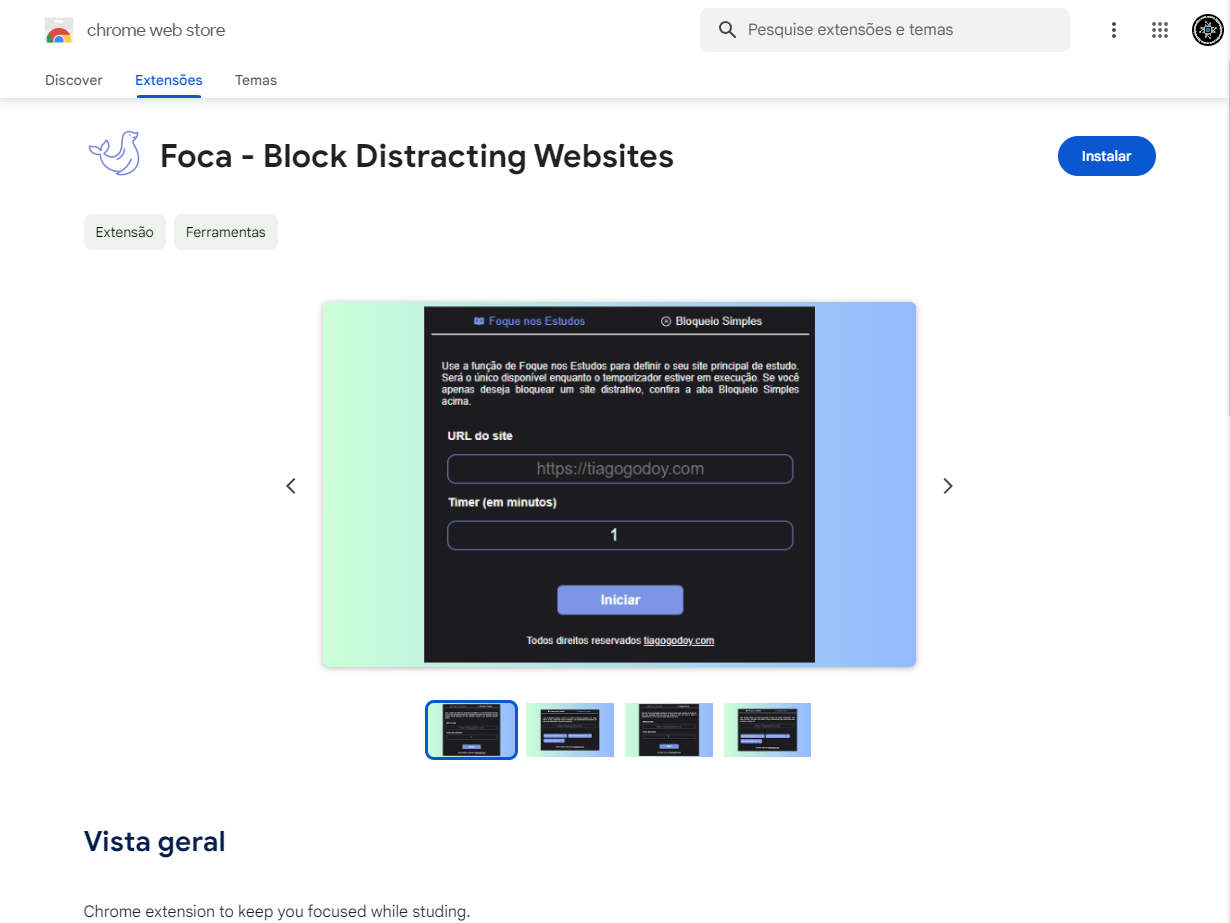 chrome web store
Pesquise extensões e temas
Discover
Extensões
Temas
Foca - Block Distracting Websites
Instalar
Extensão
Ferramentas
Foque nos Estudos
Bloqueio Simples
Use a função de Foque nos Estudos para definir o seu site principal de estudo.
Será o único disponível enquanto o temporizador estiver em execução. Se você
apenas deseja bloquear um site distrativo, confira a aba Bloqueio Simples
acima.
URL do site
https://tiagogodoy.com
Timer (em minutos)
1
Iniciar
Todos direitos reservados tiagogodoy.com
Vista geral
Chrome extension to keep you focused while studing.